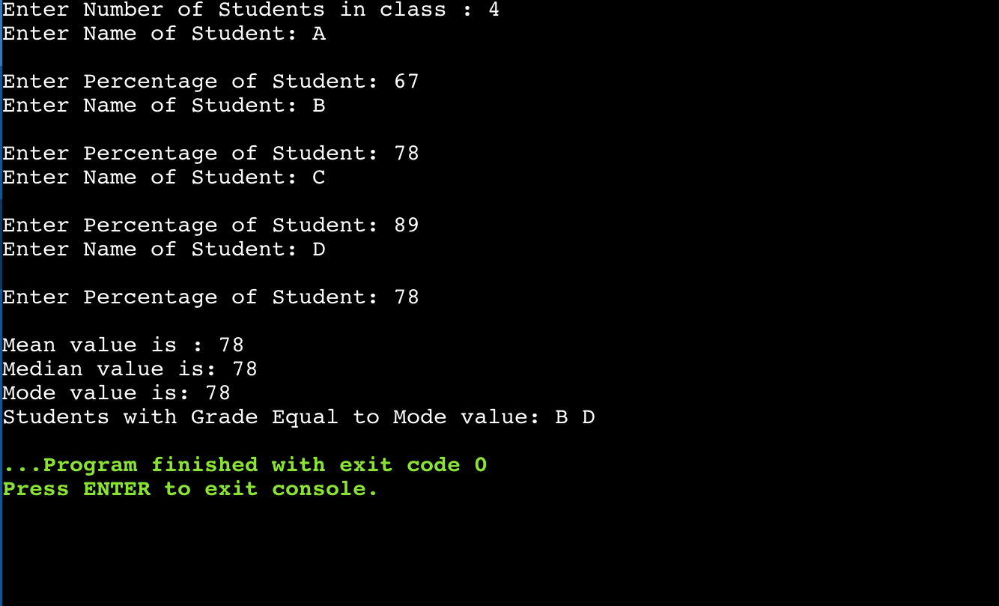 Enter Number of Students in class : 4
Enter Name of Student: A
Enter Percentage of Student: 67
Enter Name of Student: B
Enter Percentage of Student: 78
Enter Name of Student: C
Enter Percentage of Student: 89
Enter Name of Student: D
Enter Percentage of Student: 78
Mean value is : 78
Median value is: 78
Mode value is: 78
Students with Grade Equal to Mode value: B D
...Program finished with exit code 0
Press ENTER to exit console.